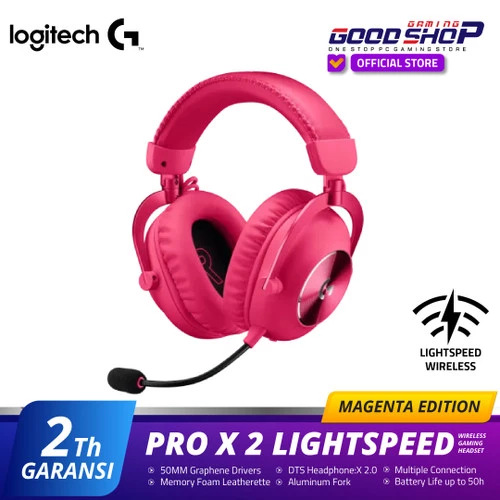 logitech G
GAMING
GOODSHOP
ONE STOP PC GAMING STORE
OFFICIAL STORE
LIGHTSPEED
WIRELESS
MAGENTA EDITION
2Th
GARANSI
PRO X 2 LIGHTSPEED
WIRELESS
GAMING
HEADSET
• 50MM Graphene Drivers • DTS Headphone:X 2.0 • Multiple Connection
• Memory Foam Leatherette • Aluminum Fork • Battery Life up to 50h